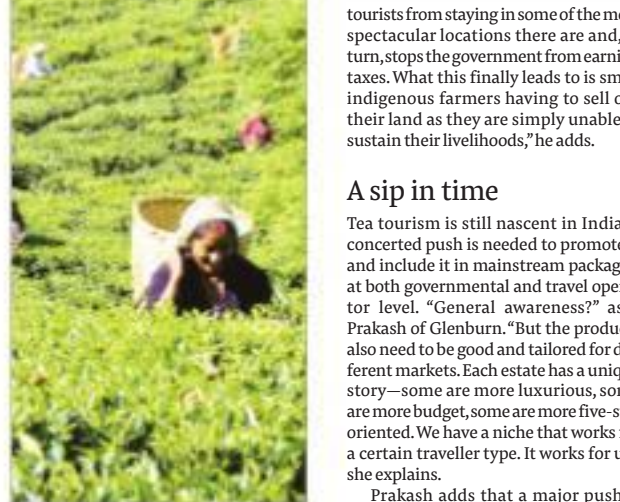 tourists from staying in some of the mo
spectacular locations there are and,
turn, stops the government from earni
taxes. What this finally leads to is sm
indigenous farmers having to sell o
their land as they are simply unable
sustain their livelihoods,” he adds.
A sip in time
Tea tourism is still nascent in India
concerted push is needed to promote
and include it in mainstream packag
at both governmental and travel oper
tor level. “General awareness?” as
Prakash of Glenburn. “But the produc
also need to be good and tailored for d
ferent markets. Each estate has a uniq
story—some are more luxurious, son
are more budget, some are more five-s
oriented. We have a niche that works
a certain traveller type. It works for u
she explains.
Prakash adds that a major push